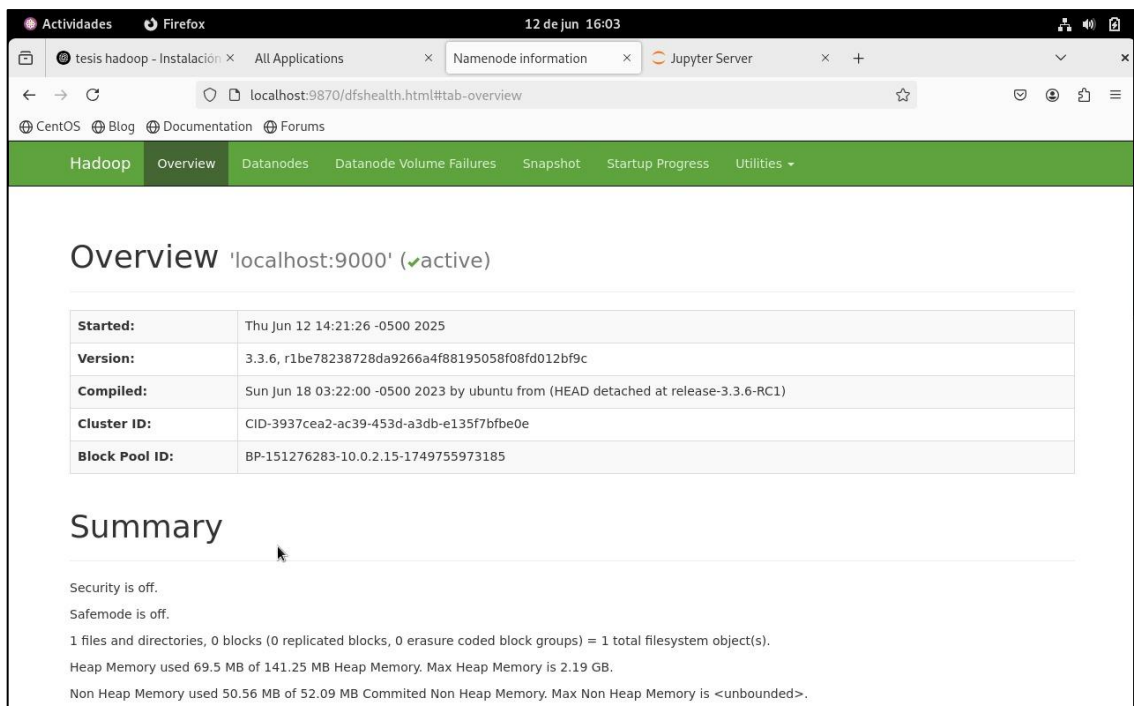 Actividades Firefox 12 de jun 16:03
tesis hadoop - Instalación All Applications Namenode information Jupyter Server
localhost:9870/dfshealth.html#tab-overview
CentOS Blog Documentation Forums
Hadoop Overview Datanodes Datanode Volume Failures Snapshot Startup Progress Utilities
Overview 'localhost:9000' (✔active)
Started: Thu Jun 12 14:21:26 -0500 2025
Version: 3.3.6, r1be78238728da9266a4f88195058f08fd012bf9c
Compiled: Sun Jun 18 03:22:00 -0500 2023 by ubuntu from (HEAD detached at release-3.3.6-RC1)
Cluster ID: CID-3937cea2-ac39-453d-a3db-e135f7bfbe0e
Block Pool ID: BP-151276283-10.0.2.15-1749755973185
Summary
Security is off.
Safemode is off.
1 files and directories, 0 blocks (0 replicated blocks, 0 erasure coded block groups) = 1 total filesystem object(s).
Heap Memory used 69.5 MB of 141.25 MB Heap Memory. Max Heap Memory is 2.19 GB.
Non Heap Memory used 50.56 MB of 52.09 MB Commited Non Heap Memory. Max Non Heap Memory is <unbounded>.